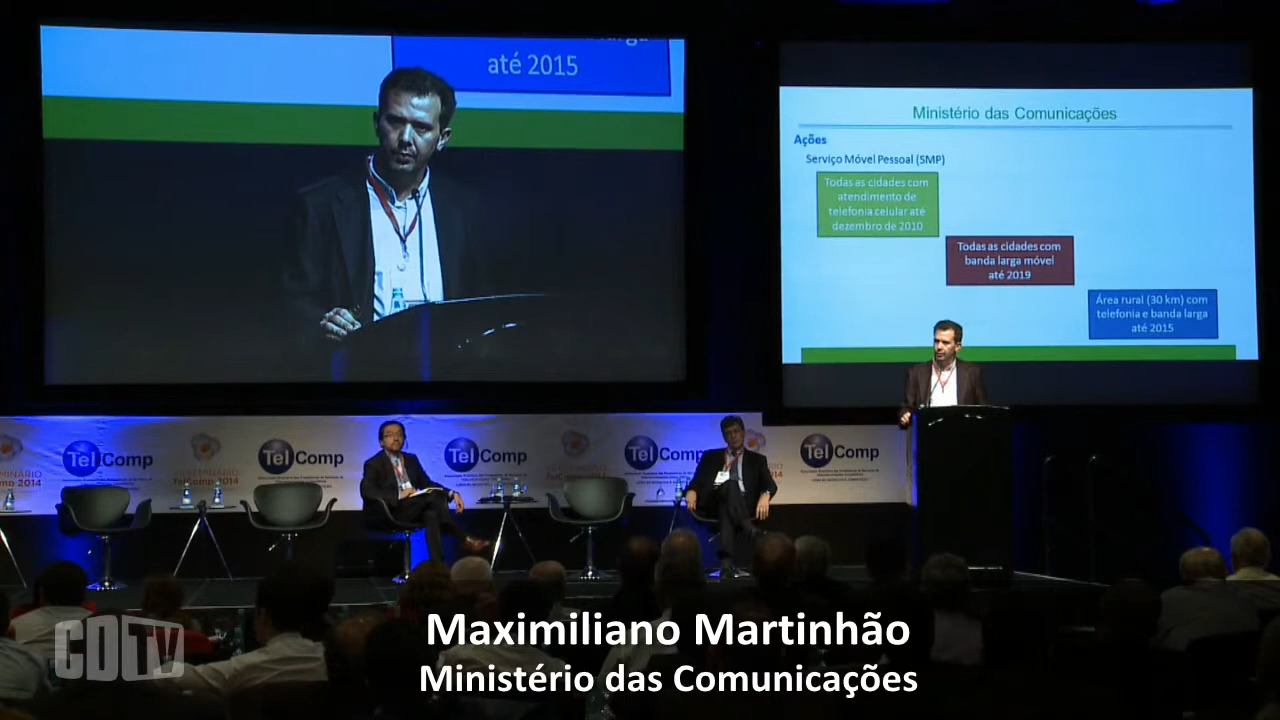 até 2015
Ministério das Comunicações
Ações
Serviço Móvel Pessoal (SMP)
Todas as cidades com
atendimento de
telefonia celular até
dezembro de 2010
Todas as cidades com
banda larga móvel
até 2019
Área rural (30 km) com
telefonia e banda larga
até 2015
TelComp
TelComp 2014
TelComp
TelComp
TelComp
TelComp
CDTV
Maximiliano Martinhão
Ministério das Comunicações